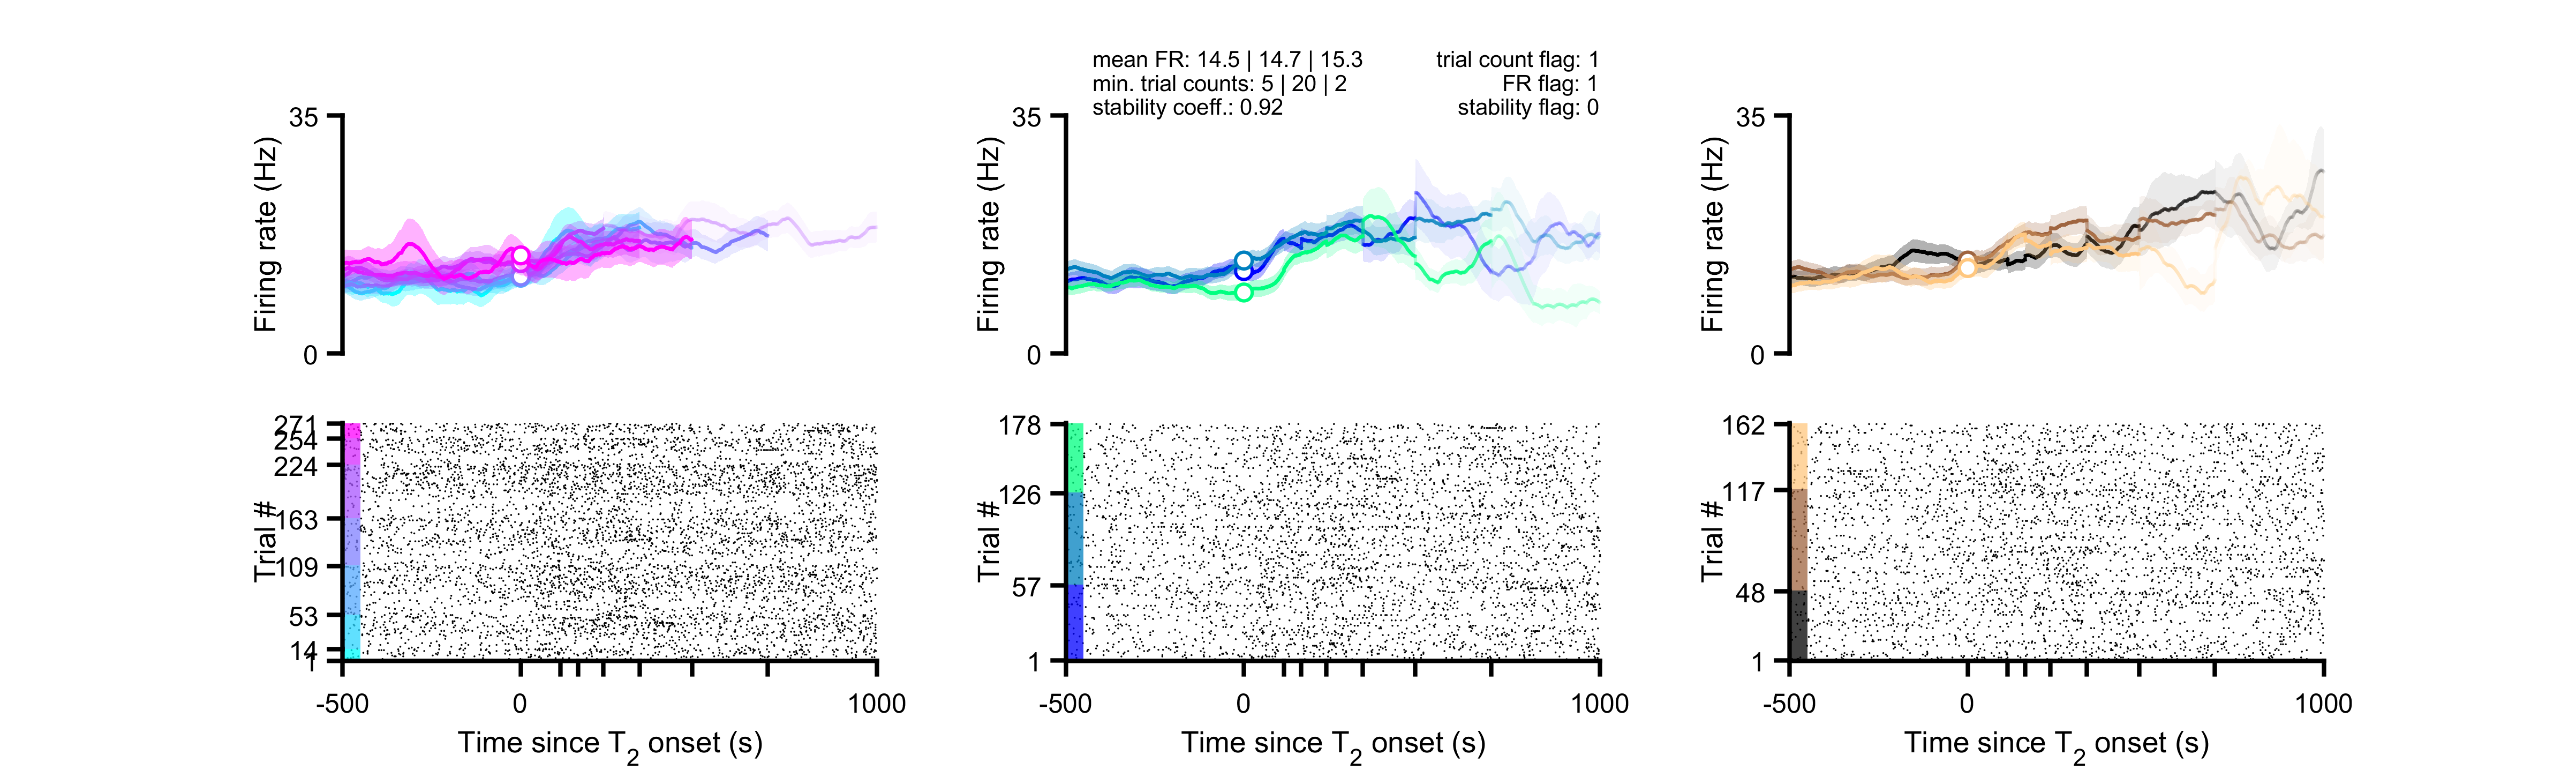 mean FR: 14.5 | 14.7 | 15.3
min. trial counts: 5 | 20 | 2
stability coeff.: 0.92
trial count flag: 1
FR flag: 1
stability flag: 0
35
Firing rate (Hz)
0
35
Firing rate (Hz)
0
35
Firing rate (Hz)
0
271
254
224
163
109
53
14
1
Trial #
-500
0
1000
Time since T2 onset (s)
178
126
57
1
Trial #
-500
0
1000
Time since T2 onset (s)
162
117
48
1
Trial #
-500
0
1000
Time since T2 onset (s)